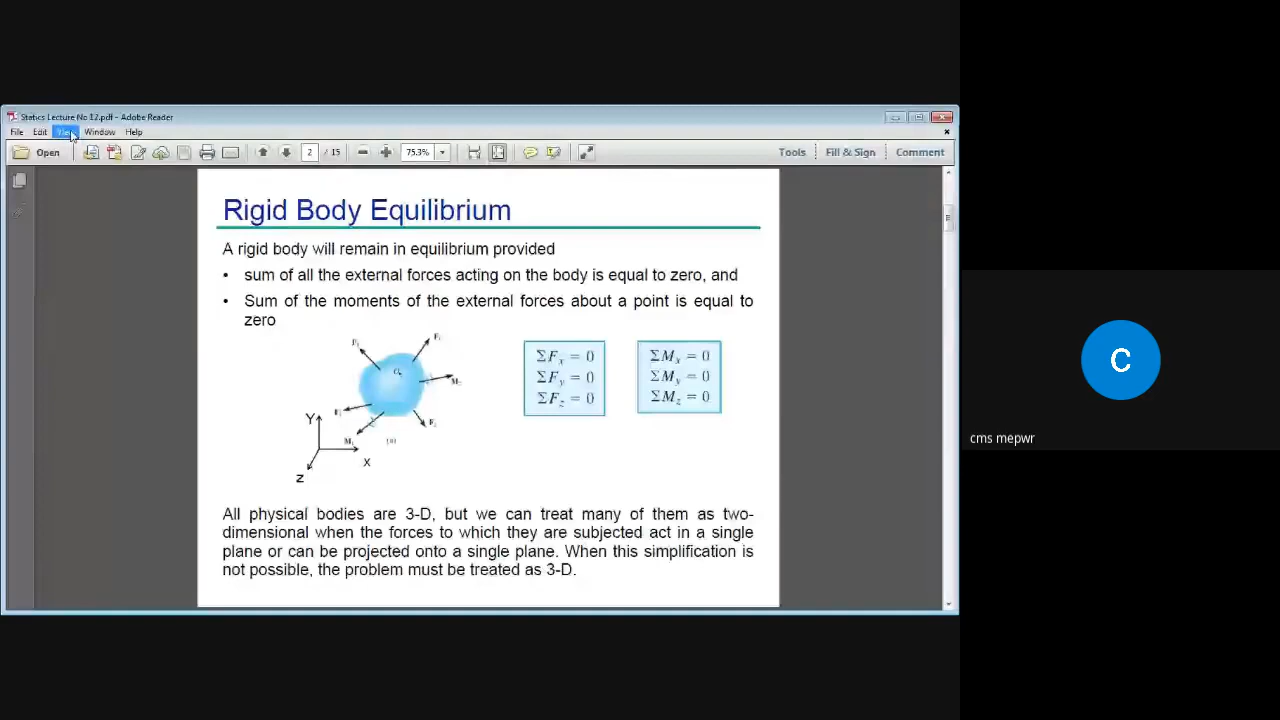 Statics Lecture No 12.pdf - Adobe Reader
File Edit View Window Help
Open 2 / 15 75.3% Tools Fill & Sign Comment
Rigid Body Equilibrium
A rigid body will remain in equilibrium provided
• sum of all the external forces acting on the body is equal to zero, and
• Sum of the moments of the external forces about a point is equal to
zero
ΣFx = 0
ΣFy = 0
ΣFz = 0
ΣMx = 0
ΣMy = 0
ΣMz = 0
Y
X
Z
All physical bodies are 3-D, but we can treat many of them as two-
dimensional when the forces to which they are subjected act in a single
plane or can be projected onto a single plane. When this simplification is
not possible, the problem must be treated as 3-D.
C
cms mepwr